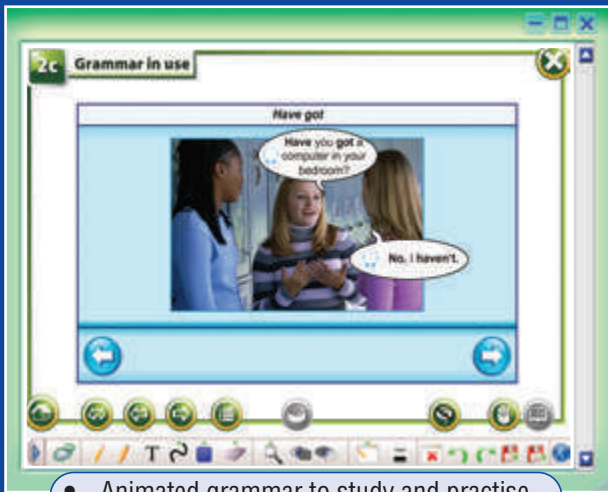 2c Grammar in use
Have got
Have you got a
computer in your
bedroom?
No, I haven't.
T
• Animated grammar to study and practise